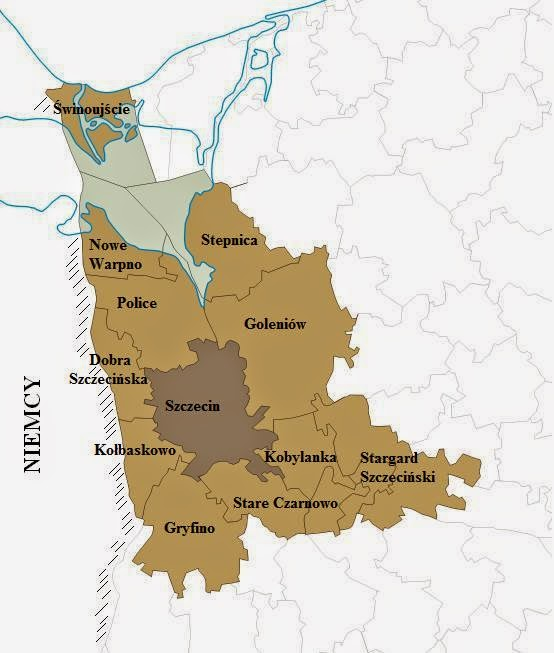 Świnoujście
Stepnica
Nowe
Warpno
Police
Goleniów
Dobra
Szczecińska
NIEMCY
Szczecin
Kołbaskowo
Kobylanka
Stargard
Szczeciński
Stare Czarnowo
Gryfino